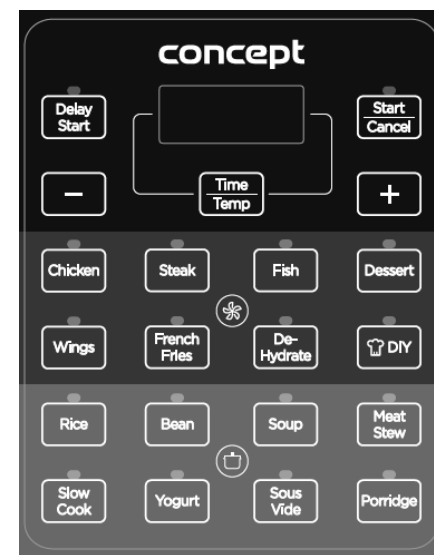 concept
Delay
Start
Start
Cancel
−
Time
Temp
+
Chicken
Steak
Fish
Dessert
Wings
French
Fries
De-
Hydrate
DIY
Rice
Bean
Soup
Meat
Stew
Slow
Cook
Yogurt
Sous
Vide
Porridge